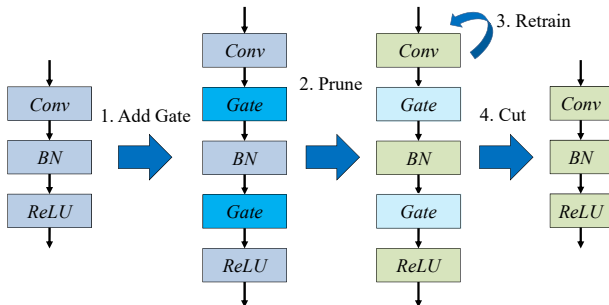 Conv
BN
ReLU
1. Add Gate
Conv
Gate
BN
Gate
ReLU
2. Prune
Conv
Gate
BN
Gate
ReLU
3. Retrain
4. Cut
Conv
BN
ReLU